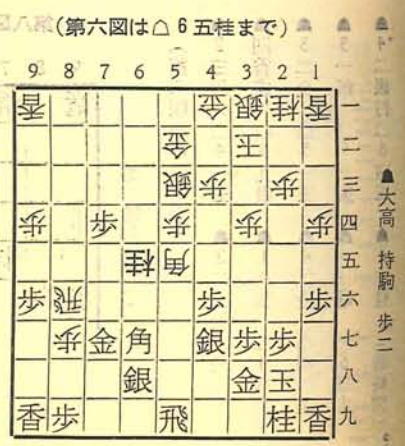 (第六図は☖6五桂まで)
9 8 7 6 5 4 3 2 1
香 金 銀 桂 香 一
金 王 二
銀 歩 歩 三
歩 歩 歩 歩 歩 四
桂 角 五
歩 飛 歩 歩 六
歩 金 角 銀 歩 歩 七
銀 金 玉 八
香 歩 飛 桂 香 九
☗大高 持駒 歩二